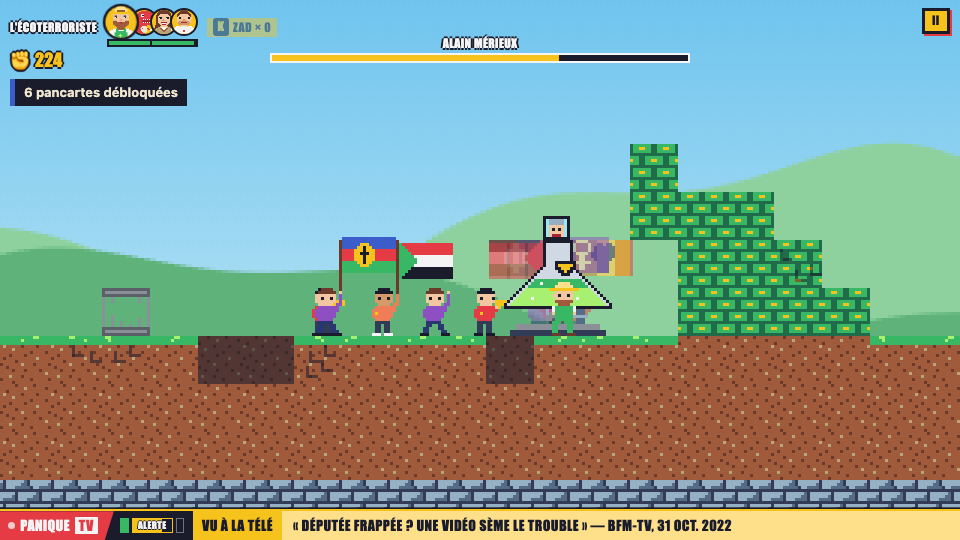 L'ÉCOTERRORISTE
K ZAD × 0
224
6 pancartes débloquées
ALAIN MÉRIEUX
PANIQUE TV
ALERTE
VU À LA TÉLÉ
« DÉPUTÉE FRAPPÉE ? UNE VIDÉO SÈME LE TROUBLE » — BFM-TV, 31 OCT. 2022